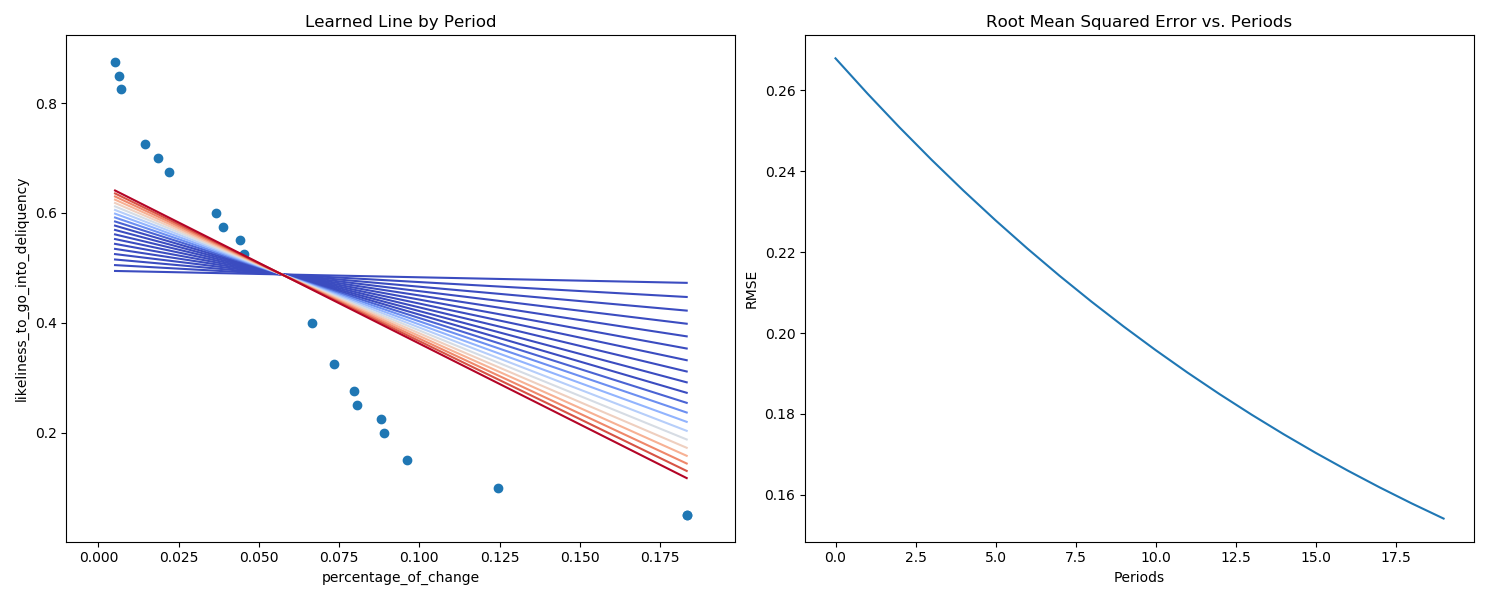 Learned Line by Period
likeliness_to_go_into_deliquency
0.8
0.6
0.4
0.2
0.000 0.025 0.050 0.075 0.100 0.125 0.150 0.175
percentage_of_change
Root Mean Squared Error vs. Periods
RMSE
0.26
0.24
0.22
0.20
0.18
0.16
0.0 2.5 5.0 7.5 10.0 12.5 15.0 17.5
Periods